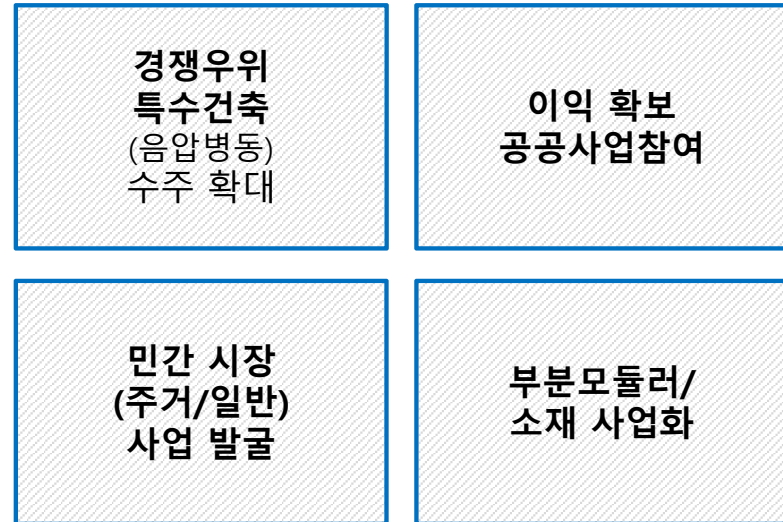 경쟁우위
특수건축
(음압병동)
수주 확대
이익 확보
공공사업참여
민간 시장
(주거/일반)
사업 발굴
부분모듈러/
소재 사업화